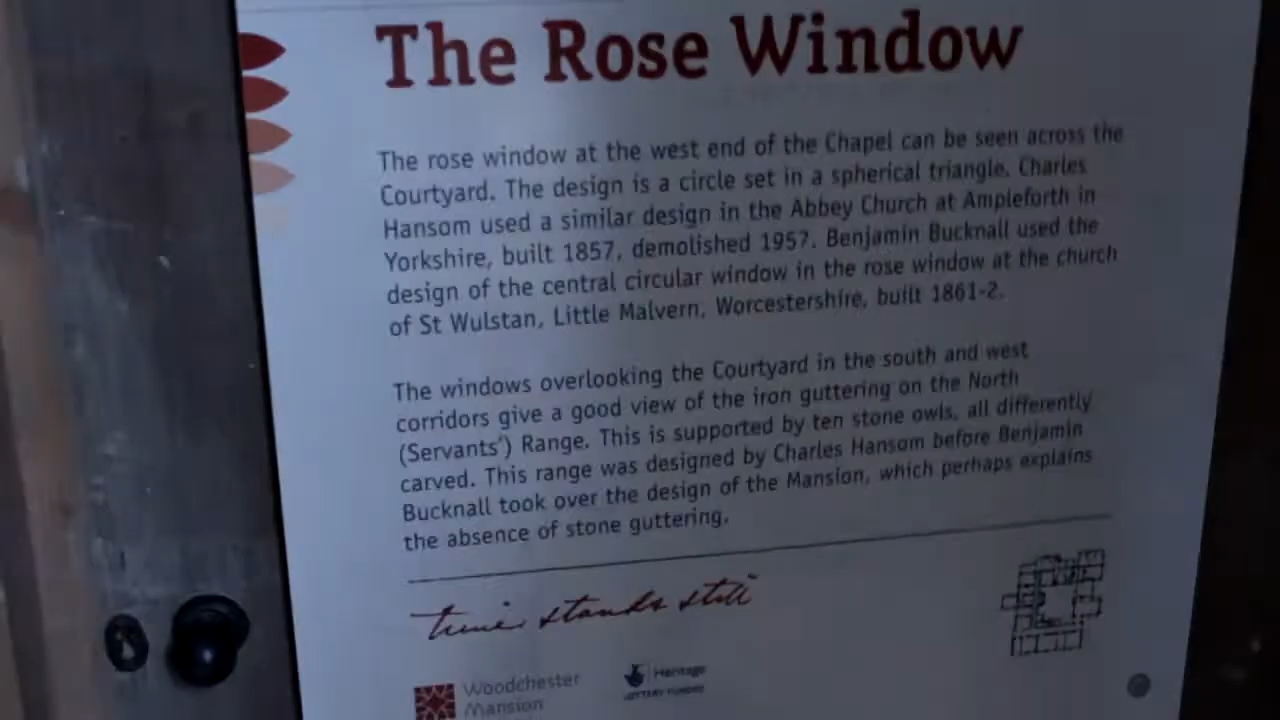 The Rose Window
The rose window at the west end of the Chapel can be seen across the
Courtyard. The design is a circle set in a spherical triangle. Charles
Hansom used a similar design in the Abbey Church at Ampleforth in
Yorkshire, built 1857, demolished 1957. Benjamin Bucknall used the
design of the central circular window in the rose window at the church
of St Wulstan, Little Malvern, Worcestershire, built 1861-2.
The windows overlooking the Courtyard in the south and west
corridors give a good view of the iron guttering on the North
(Servants') Range. This is supported by ten stone owls, all differently
carved. This range was designed by Charles Hansom before Benjamin
Bucknall took over the design of the Mansion, which perhaps explains
the absence of stone guttering.
time stands still
Woodchester
Mansion
Heritage
LOTTERY FUNDED